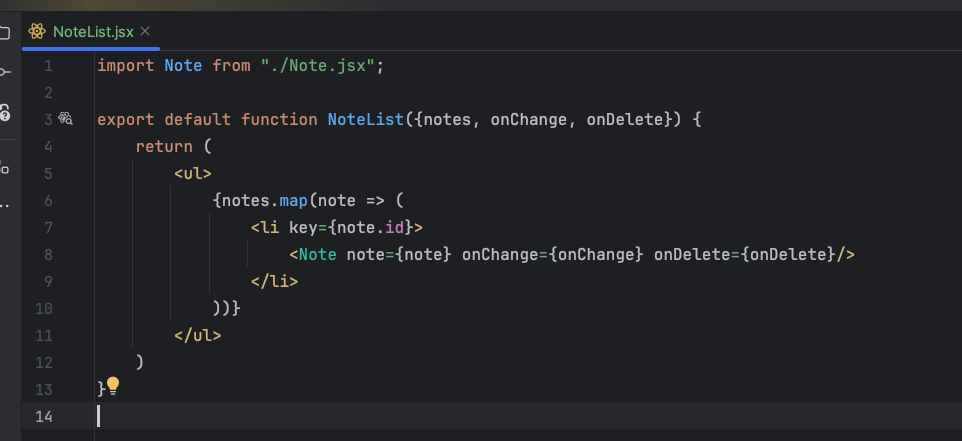 NoteList.jsx
1 import Note from "./Note.jsx";
2
3 export default function NoteList({notes, onChange, onDelete}) {
4     return (
5         <ul>
6             {notes.map(note => (
7                 <li key={note.id}>
8                     <Note note={note} onChange={onChange} onDelete={onDelete}/>
9                 </li>
10             ))}
11         </ul>
12     )
13 }
14